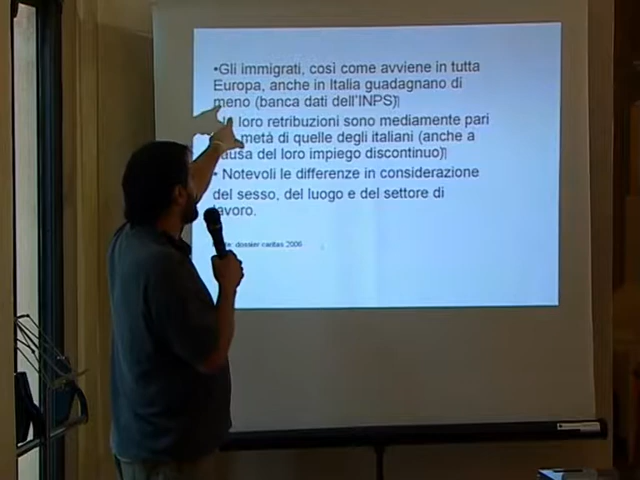 •Gli immigrati, così come avviene in tutta
Europa, anche in Italia guadagnano di
meno (banca dati dell'INPS)¶
loro retribuzioni sono mediamente pari
metà di quelle degli italiani (anche a
causa del loro impiego discontinuo)¶
• Notevoli le differenze in considerazione
del sesso, del luogo e del settore di
lavoro.
dossier caritas 2006